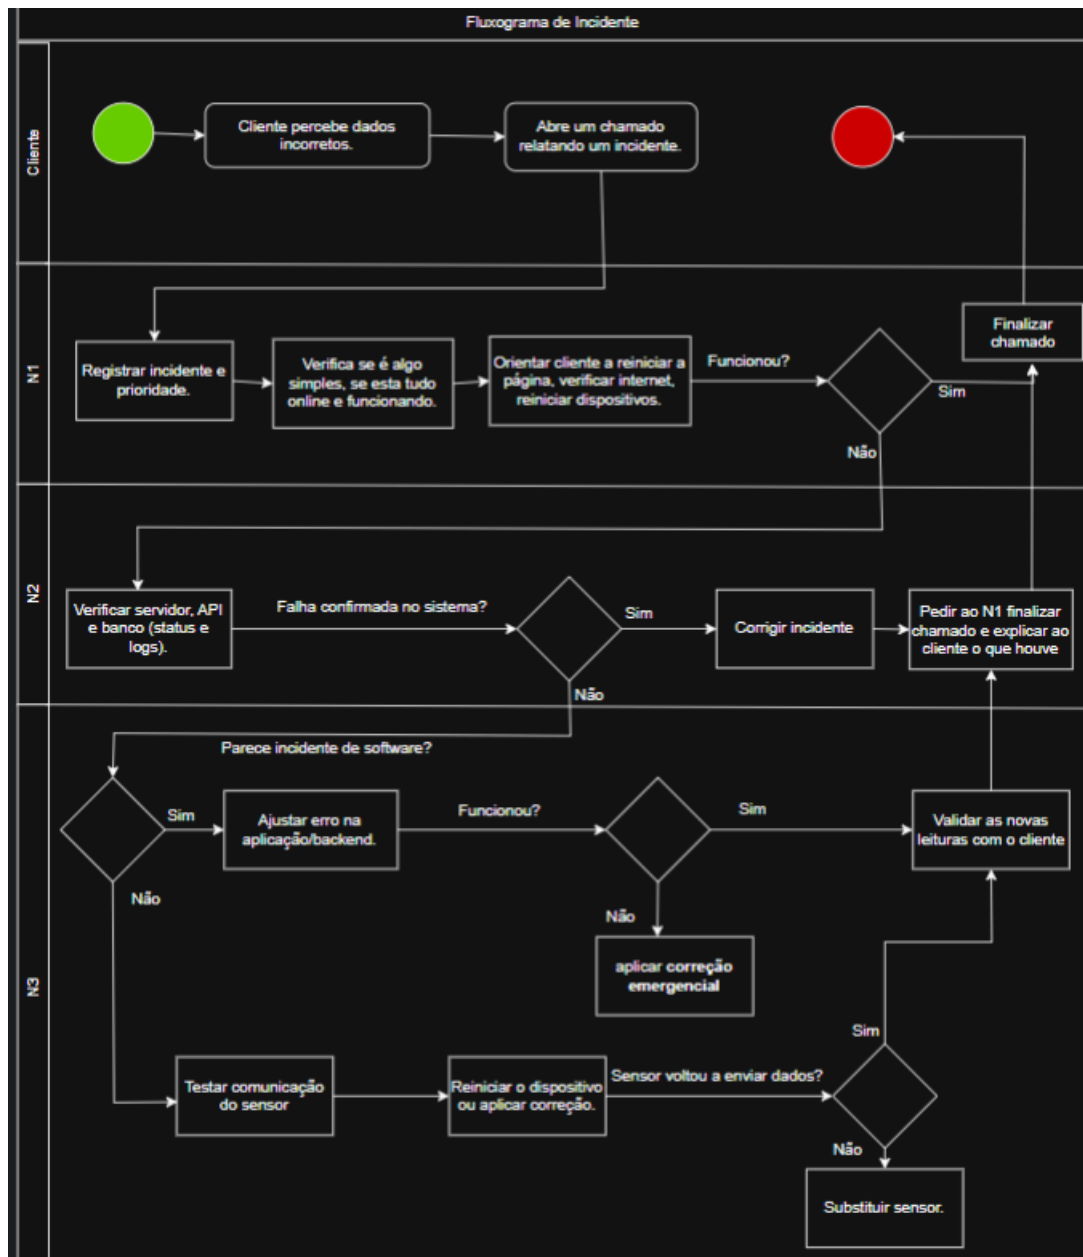 Fluxograma de Incidente
Cliente
Cliente percebe dados
incorretos.
Abre um chamado
relatando um incidente.
N1
Registrar incidente e
prioridade.
Verifica se é algo
simples, se esta tudo
online e funcionando.
Orientar cliente a reiniciar a
página, verificar internet,
reiniciar dispositivos.
Funcionou?
Sim
Não
Finalizar
chamado
N2
Verificar servidor, API
e banco (status e
logs).
Falha confirmada no sistema?
Sim
Não
Corrigir incidente
Pedir ao N1 finalizar
chamado e explicar ao
cliente o que houve
N3
Parece incidente de software?
Sim
Não
Ajustar erro na
aplicação/backend.
Funcionou?
Sim
Não
Validar as novas
leituras com o cliente
aplicar correção
emergencial
Testar comunicação
do sensor
Reiniciar o dispositivo
ou aplicar correção.
Sensor voltou a enviar dados?
Sim
Não
Substituir sensor.